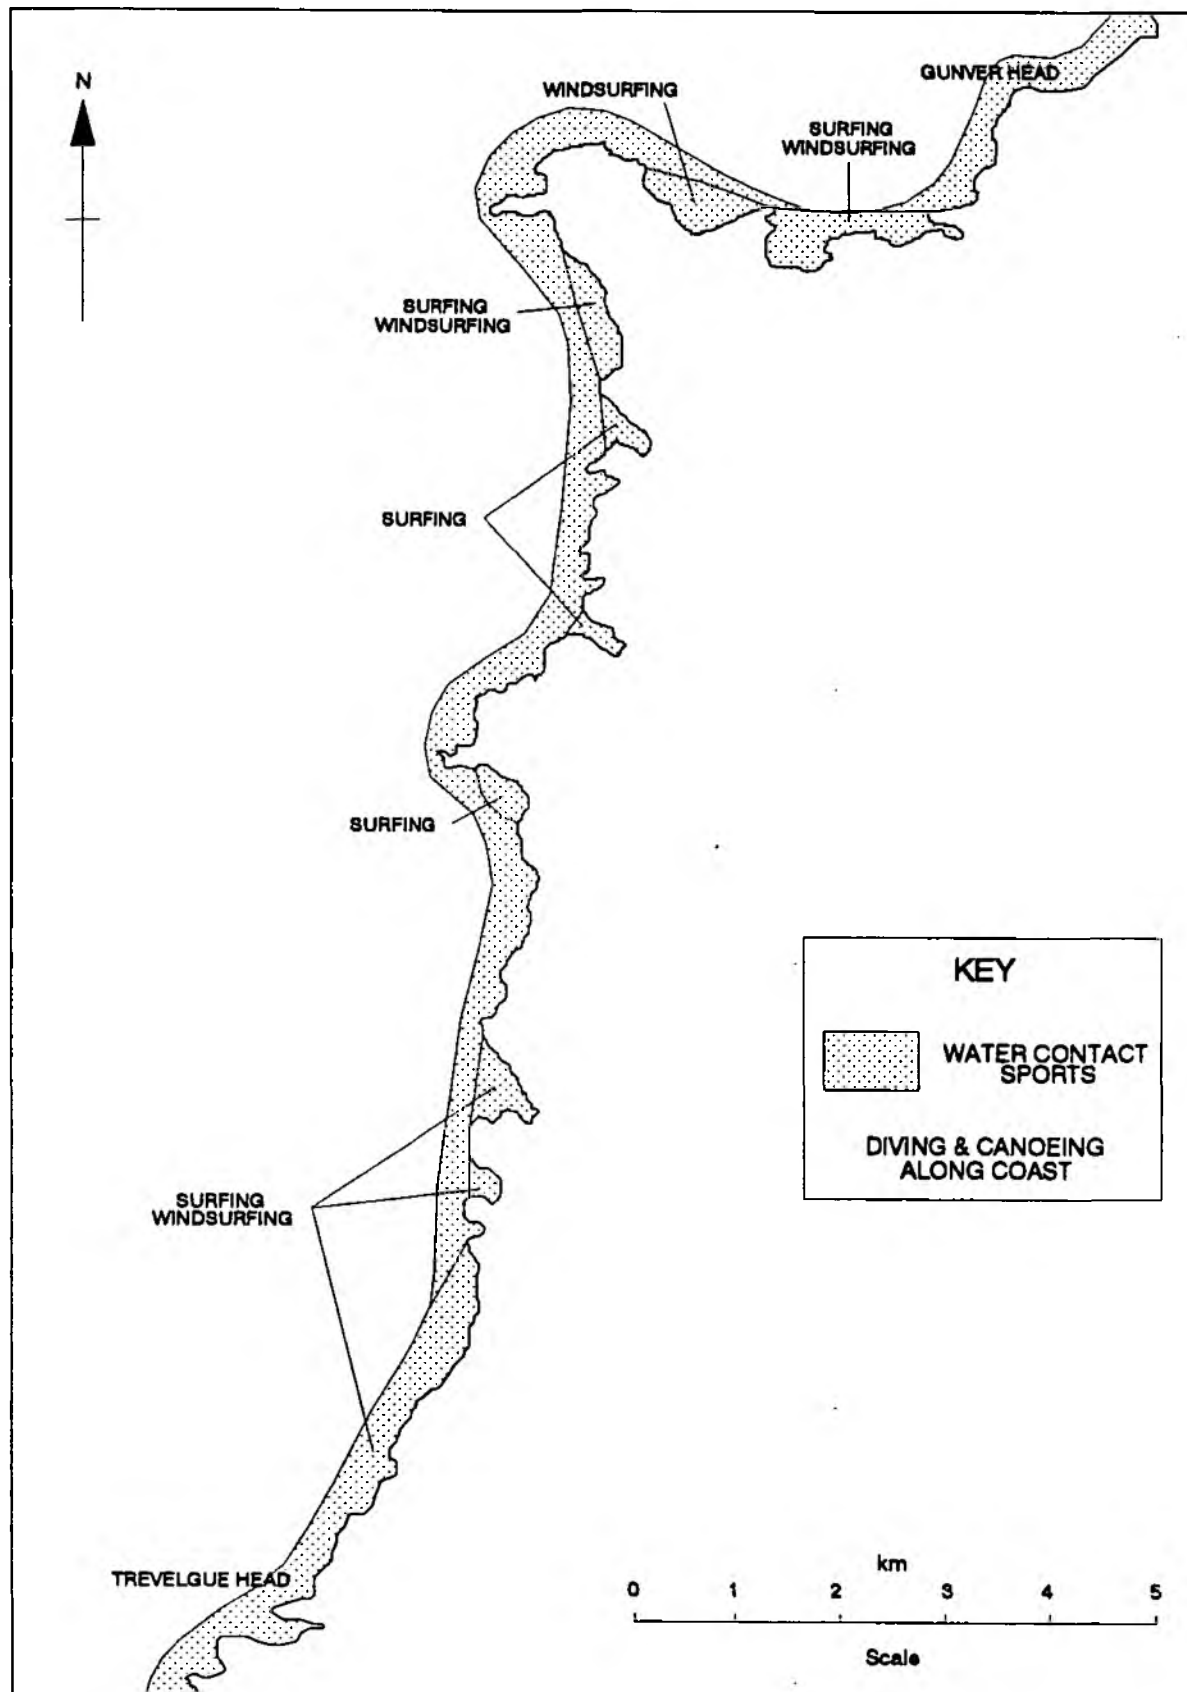 N
GUNVER HEAD
WINDSURFING
SURFING
WINDSURFING
SURFING
WINDSURFING
SURFING
SURFING
KEY
WATER CONTACT
SPORTS
DIVING & CANOEING
ALONG COAST
SURFING
WINDSURFING
TREVELGUE HEAD
km
0 1 2 3 4 5
Scale